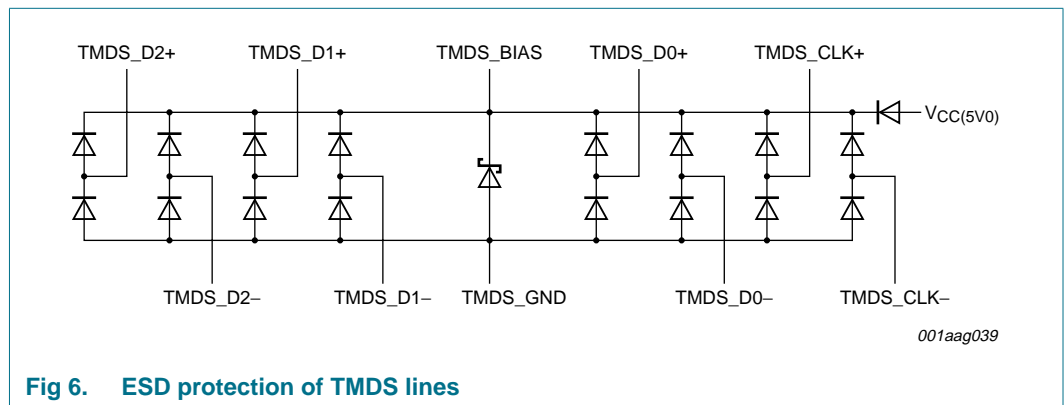 TMDS_D2+ TMDS_D1+ TMDS_BIAS TMDS_D0+ TMDS_CLK+
VCC(5V0)
TMDS_D2− TMDS_D1− TMDS_GND TMDS_D0− TMDS_CLK−
001aag039
Fig 6. ESD protection of TMDS lines